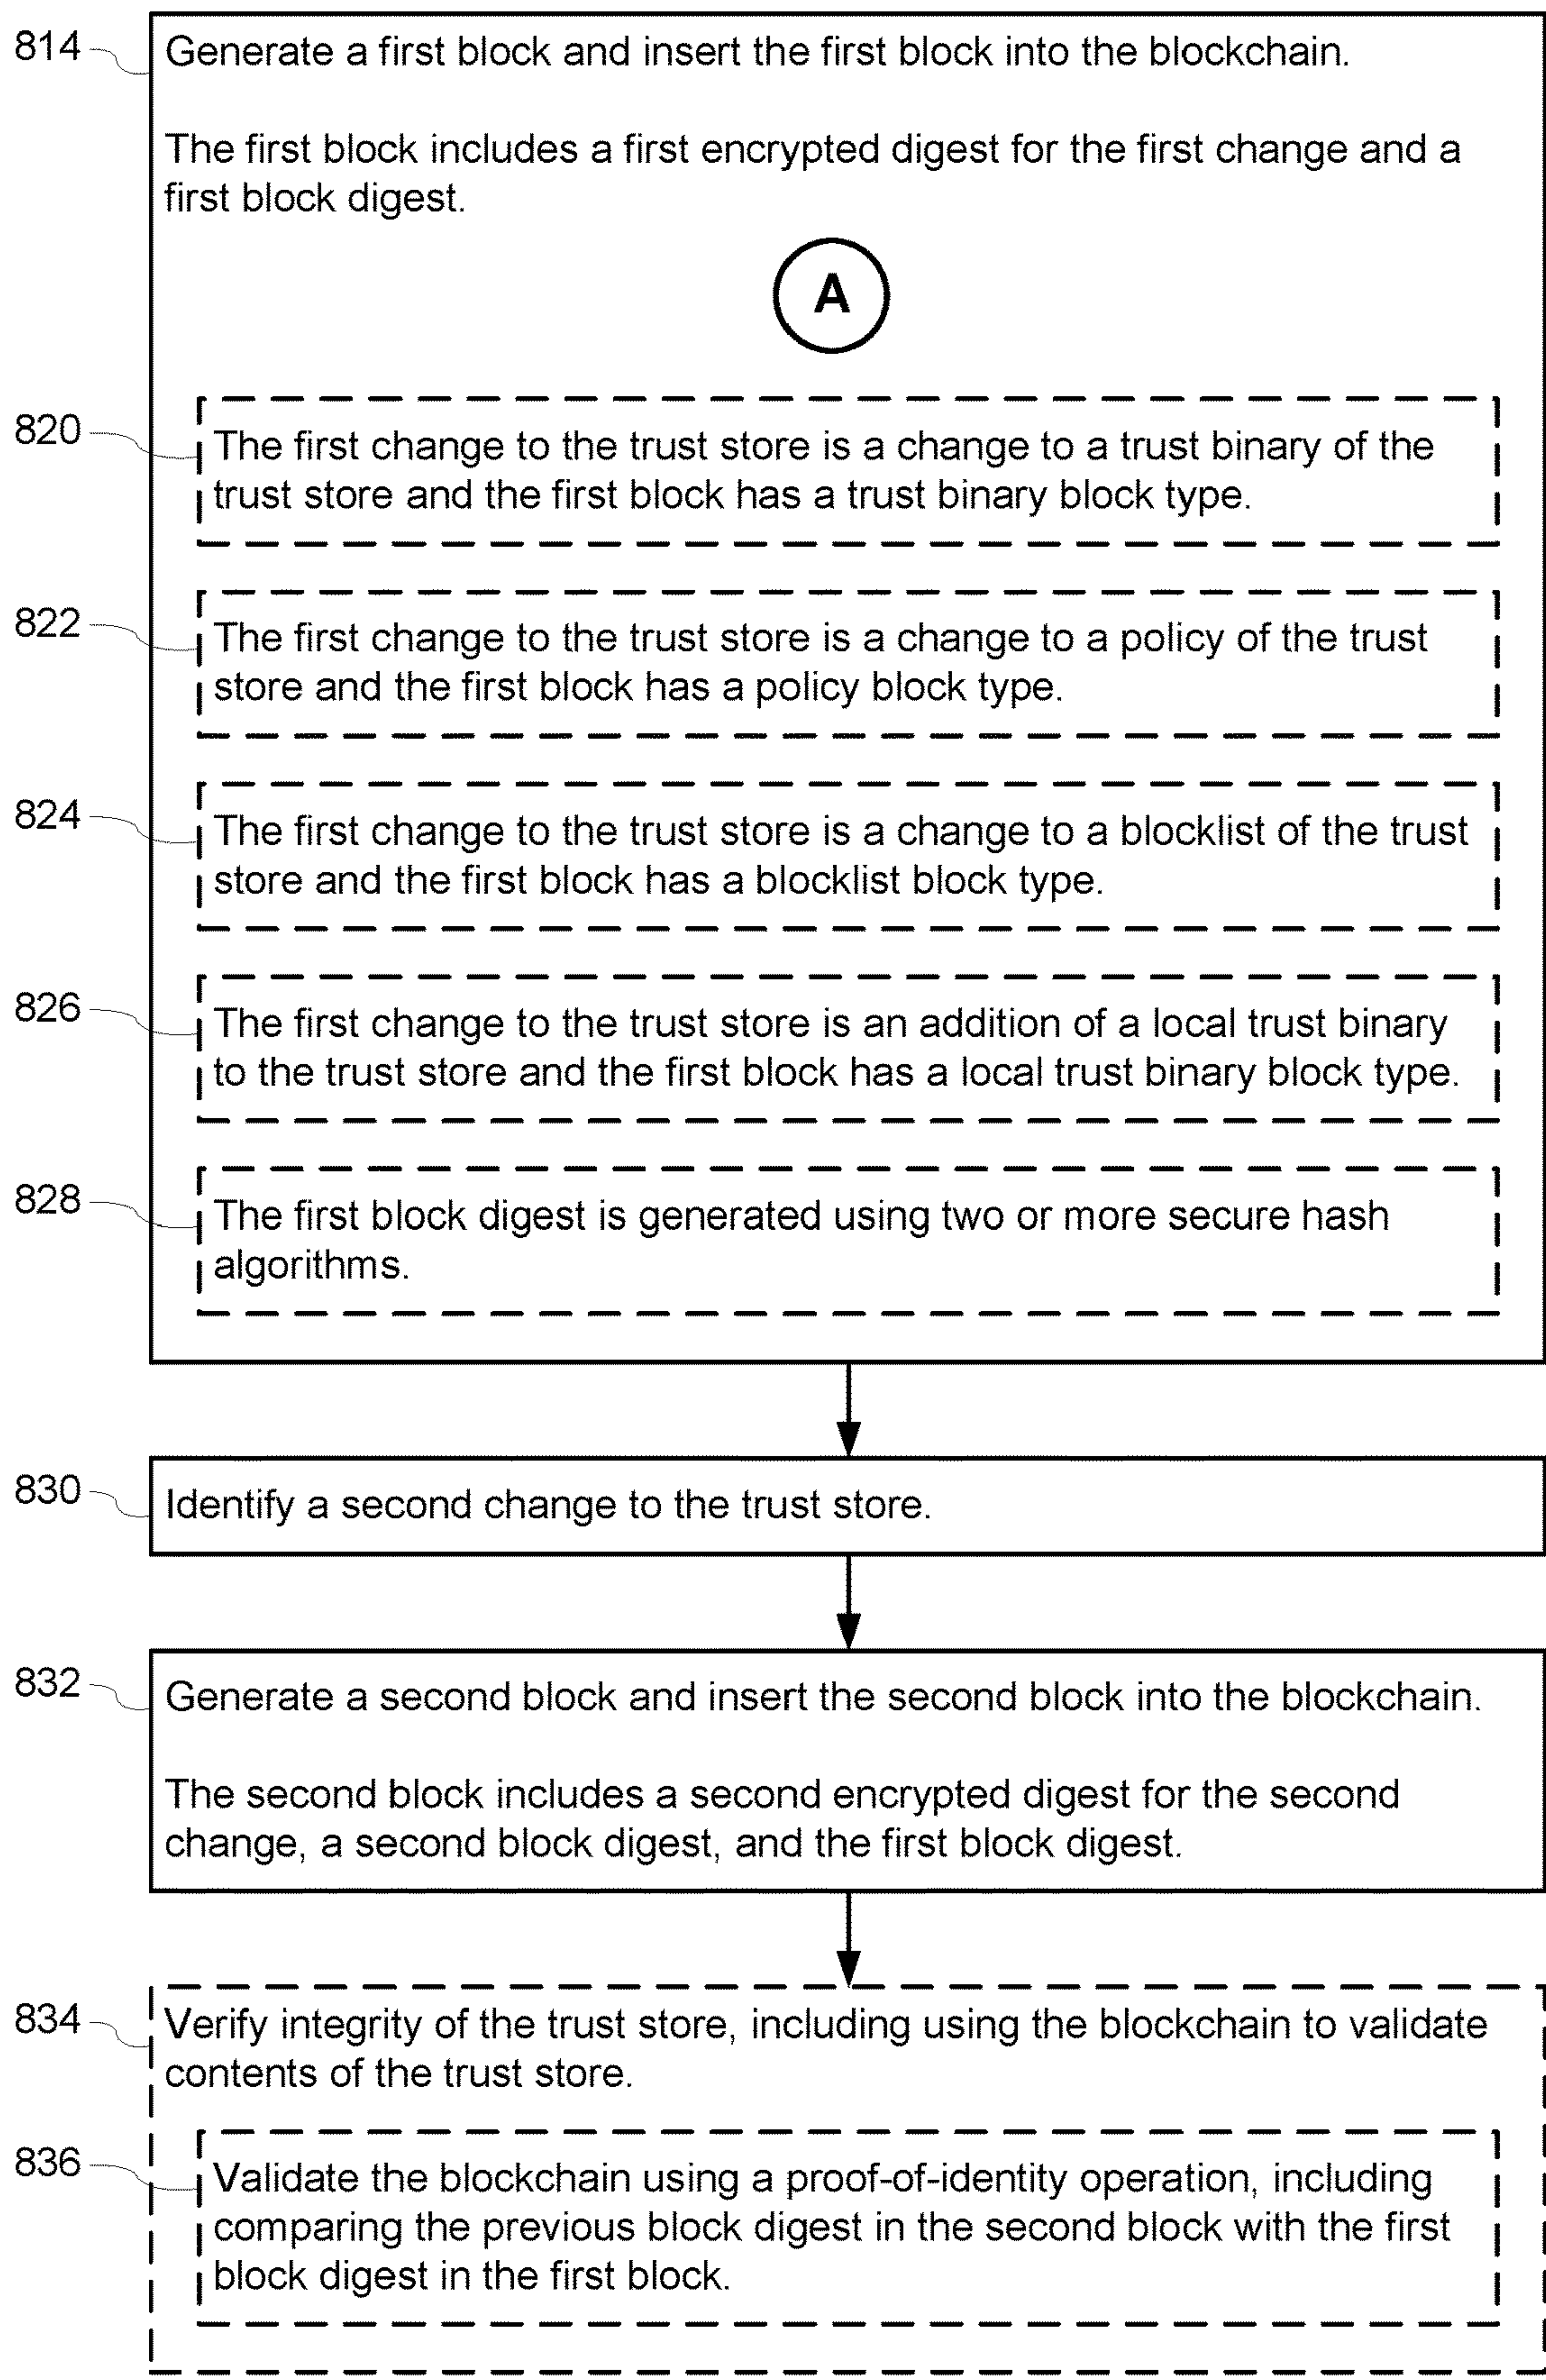 814
Generate a first block and insert the first block into the blockchain.
The first block includes a first encrypted digest for the first change and a
first block digest.
A
820
The first change to the trust store is a change to a trust binary of the
trust store and the first block has a trust binary block type.
822
The first change to the trust store is a change to a policy of the trust
store and the first block has a policy block type.
824
The first change to the trust store is a change to a blocklist of the trust
store and the first block has a blocklist block type.
826
The first change to the trust store is an addition of a local trust binary
to the trust store and the first block has a local trust binary block type.
828
The first block digest is generated using two or more secure hash
algorithms.
830
Identify a second change to the trust store.
832
Generate a second block and insert the second block into the blockchain.
The second block includes a second encrypted digest for the second
change, a second block digest, and the first block digest.
834
Verify integrity of the trust store, including using the blockchain to validate
contents of the trust store.
836
Validate the blockchain using a proof-of-identity operation, including
comparing the previous block digest in the second block with the first
block digest in the first block.